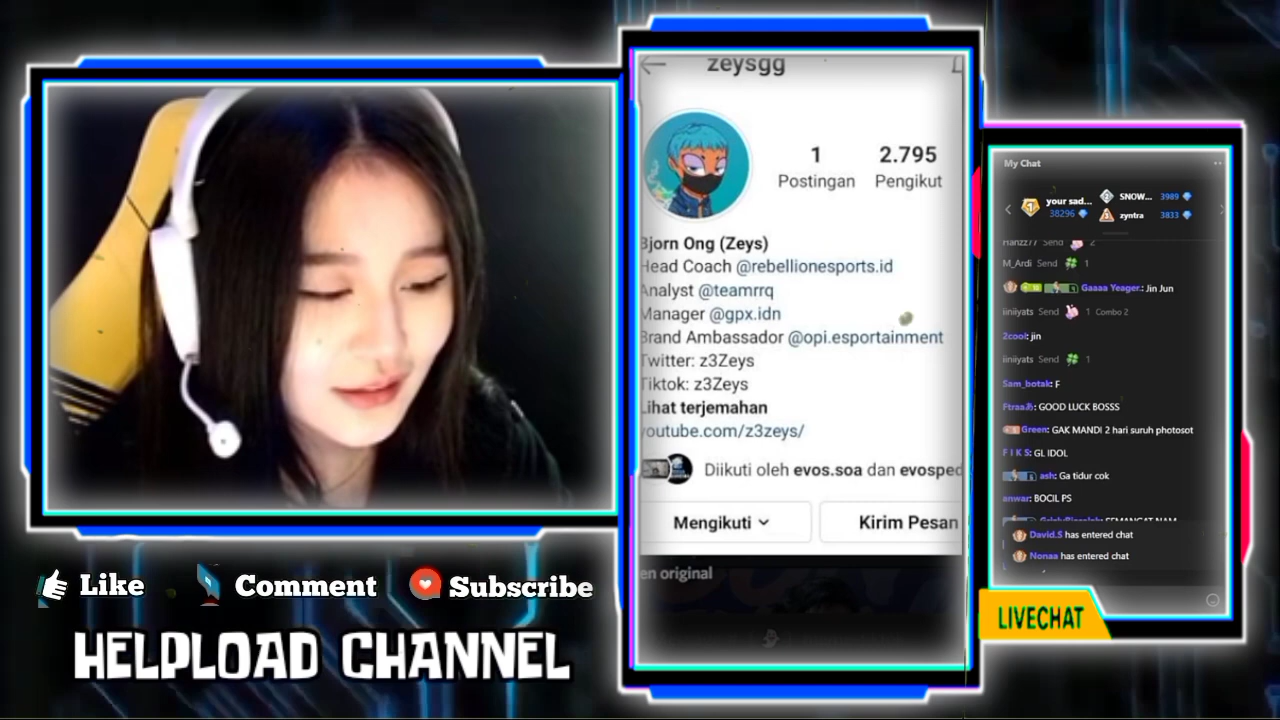 Like
Comment
Subscribe
HELPLOAD CHANNEL
zeysgg
1
2.795
Postingan
Pengikut
Bjorn Ong (Zeys)
Head Coach @rebellionesports.id
Analyst @teamrrq
Manager @gpx.idn
Brand Ambassador @opi.esportainment
Twitter: z3Zeys
Tiktok: z3Zeys
Lihat terjemahan
youtube.com/z3zeys/
Diikuti oleh evos.soa dan evosped
Mengikuti
Kirim Pesan
en original
My Chat
your sad...
38296
SNOW... 3989
zyntra 3833
Hanzz77 Send 2
M_Ardi Send 1
Gaaaa Yeager.: Jin Jun
iiniiyats Send 1 Combo 2
2cool: jin
iiniiyats Send 1
Sam_botak: F
GOOD LUCK BOSSS
Green: GAK MANDI 2 hari suruh photosot
F I K S: GL IDOL
ash: Ga tidur cok
anwar: BOCIL PS
David.S has entered chat
Nonaa has entered chat
LIVECHAT